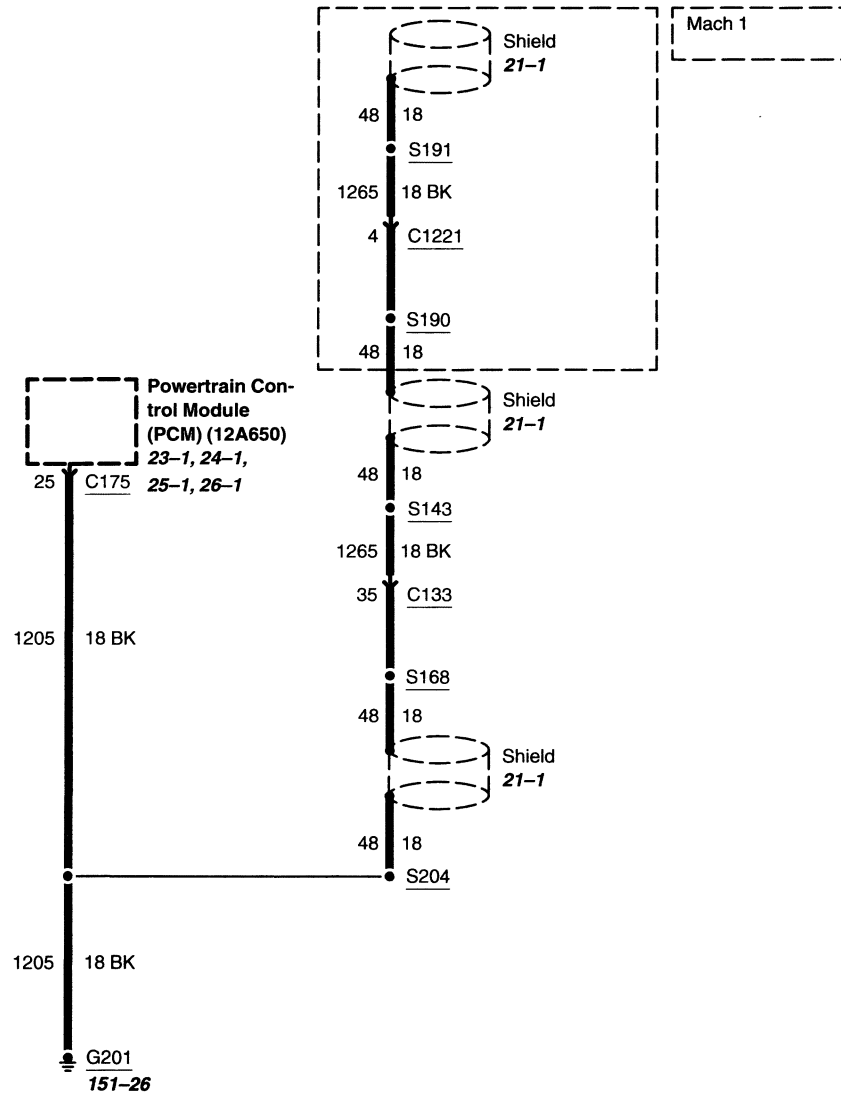 Mach 1
Shield
21–1
48 18
S191
1265 18 BK
4 C1221
S190
48 18
Powertrain Con-
trol Module
(PCM) (12A650)
23–1, 24–1,
25–1, 26–1
25 C175
Shield
21–1
48 18
S143
1265 18 BK
35 C133
1205 18 BK
S168
48 18
Shield
21–1
48 18
S204
1205 18 BK
G201
151–26